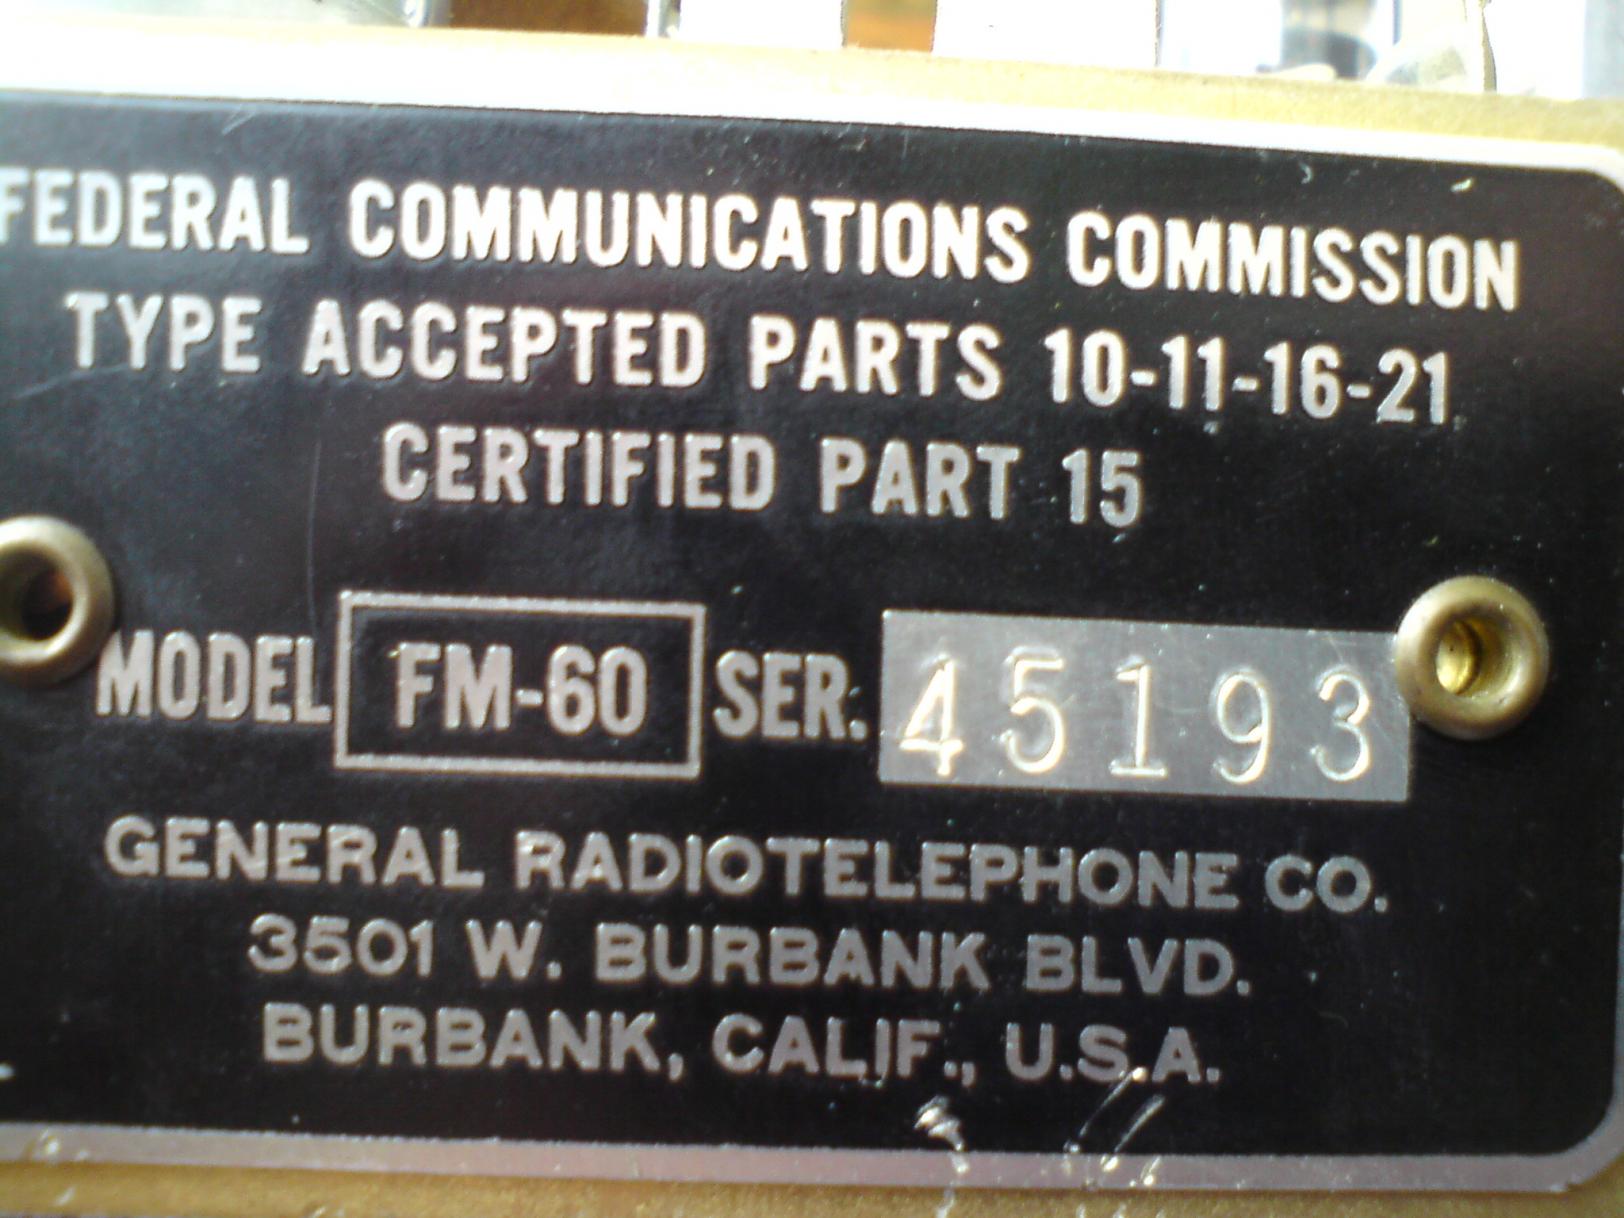 FEDERAL COMMUNICATIONS COMMISSION
TYPE ACCEPTED PARTS 10-11-16-21
CERTIFIED PART 15
MODEL FM-60 SER. 45193
GENERAL RADIOTELEPHONE CO.
3501 W. BURBANK BLVD.
BURBANK, CALIF., U.S.A.